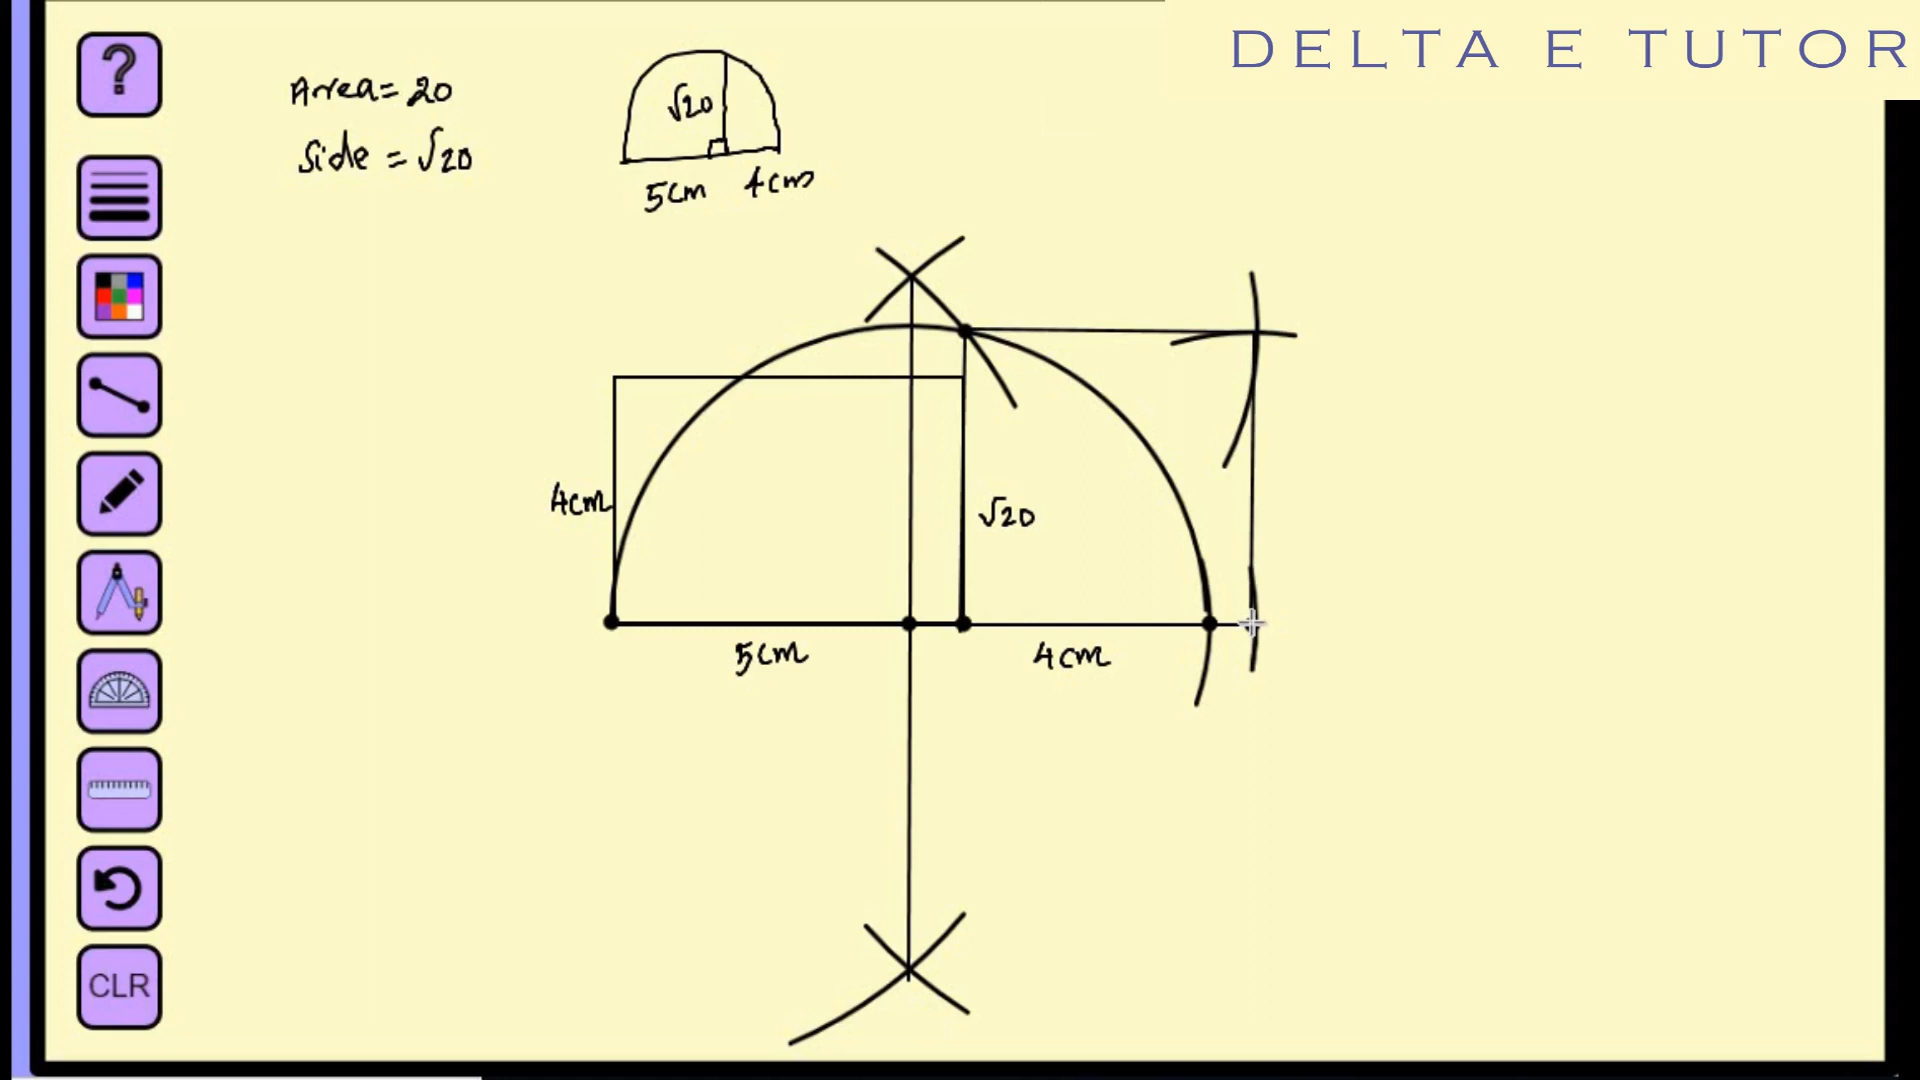 DELTA E TUTOR
?
Area = 20
Side = √20
√20
5cm 4cm
4cm
√20
5cm
4cm
CLR